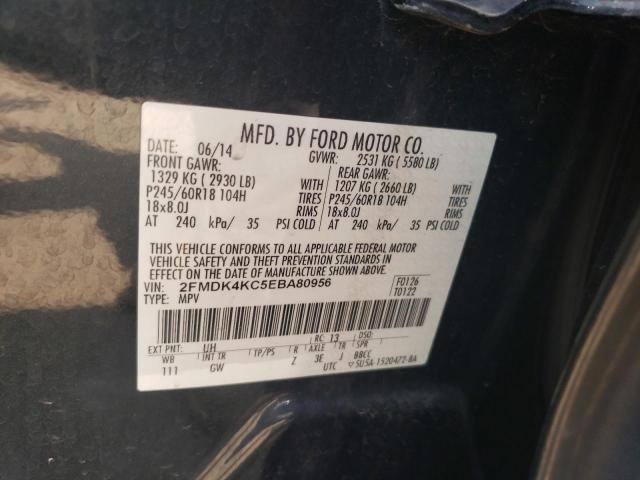 MFD. BY FORD MOTOR CO.
DATE: 06/14 GVWR: 2531 KG ( 5580 LB)
FRONT GAWR: REAR GAWR:
1329 KG ( 2930 LB) 1207 KG ( 2660 LB)
P245/60R18 104H TIRES P245/60R18 104H TIRES
18x8.0J RIMS 18x8.0J RIMS
AT 240 kPa/ 35 PSI COLD AT 240 kPa/ 35 PSI COLD
THIS VEHICLE CONFORMS TO ALL APPLICABLE FEDERAL MOTOR
VEHICLE SAFETY AND THEFT PREVENTION STANDARDS IN
EFFECT ON THE DATE OF MANUFACTURE SHOWN ABOVE.
VIN: 2FMDK4KC5EBA80956 F0126
TYPE: MPV T0122
EXT PNT: UH RC: 13 DSO:
WB INT TR TP/PS R AXLE TR SPR
111 GW Z 3E J BBCC
UTC 5U5A-1520472-BA